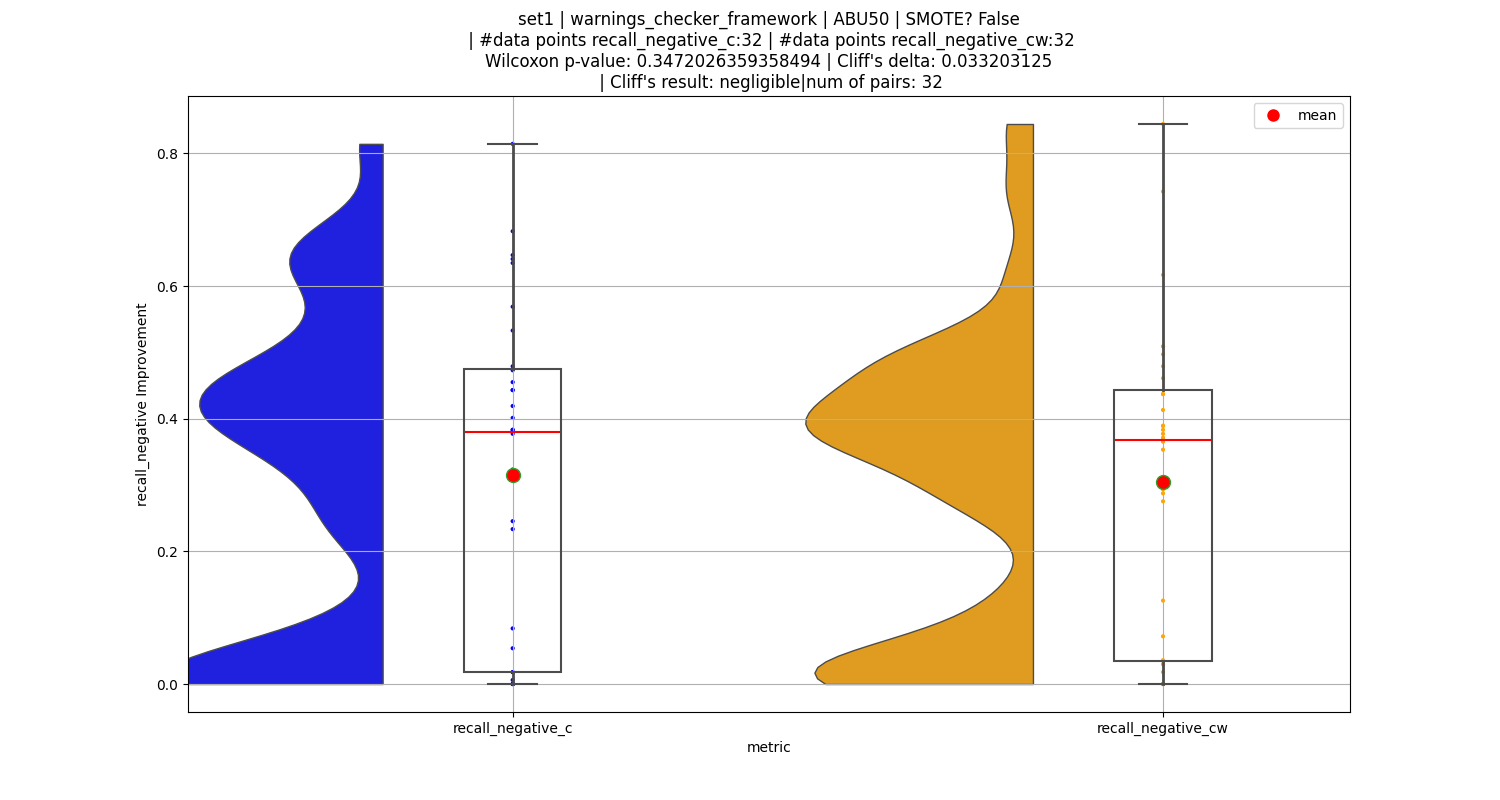 set1 | warnings_checker_framework | ABU50 | SMOTE? False
| #data points recall_negative_c:32 | #data points recall_negative_cw:32
Wilcoxon p-value: 0.3472026359358494 | Cliff's delta: 0.033203125
| Cliff's result: negligible|num of pairs: 32
mean
0.8
0.6
0.4
0.2
0.0
recall_negative Improvement
recall_negative_c
recall_negative_cw
metric